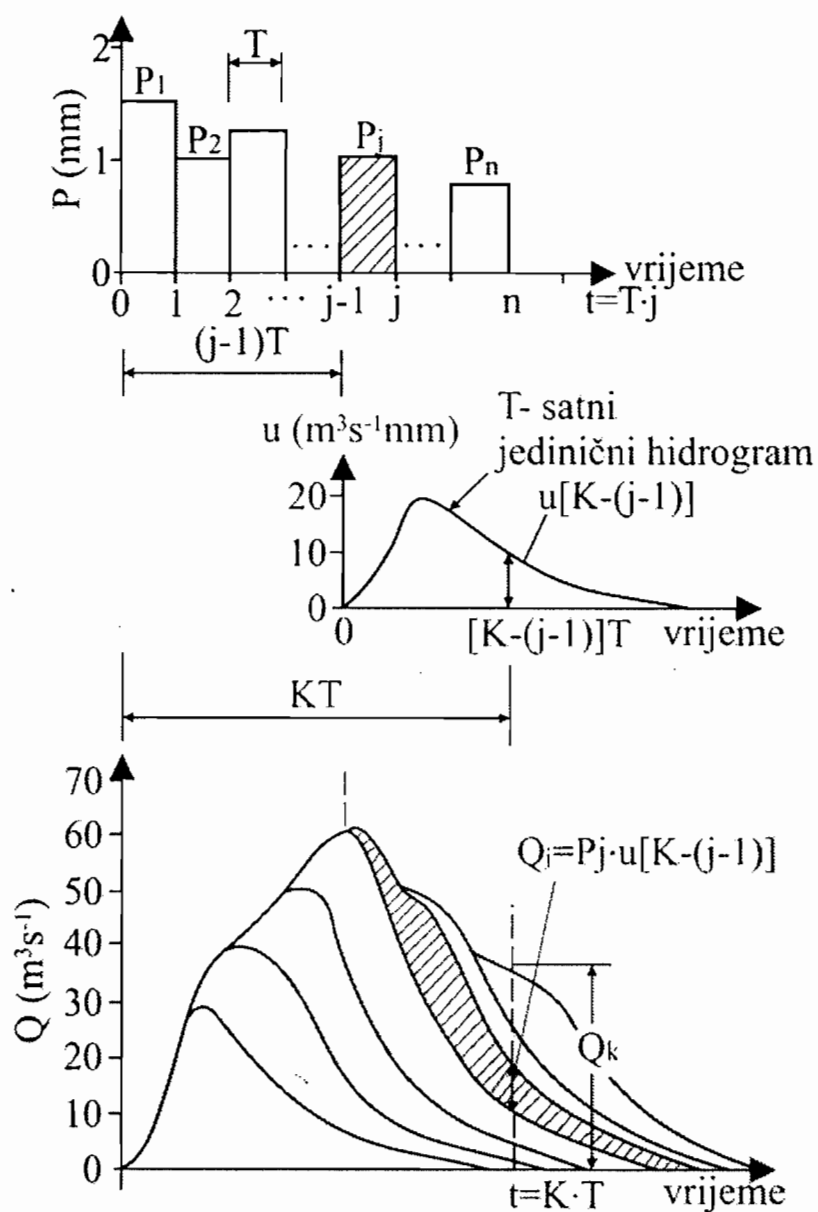 P (mm)
2
1
0
P1
P2
T
Pj
Pn
... ...
vrijeme
0 1 2 ... j-1 j n t=T·j
(j-1)T
u (m³s⁻¹mm)
T- satni
jedinični hidrogram
u[K-(j-1)]
20
10
0
0 [K-(j-1)]T vrijeme
KT
Q (m³s⁻¹)
70
60
50
40
30
20
10
0
Qj=Pj·u[K-(j-1)]
Qk
t=K·T vrijeme